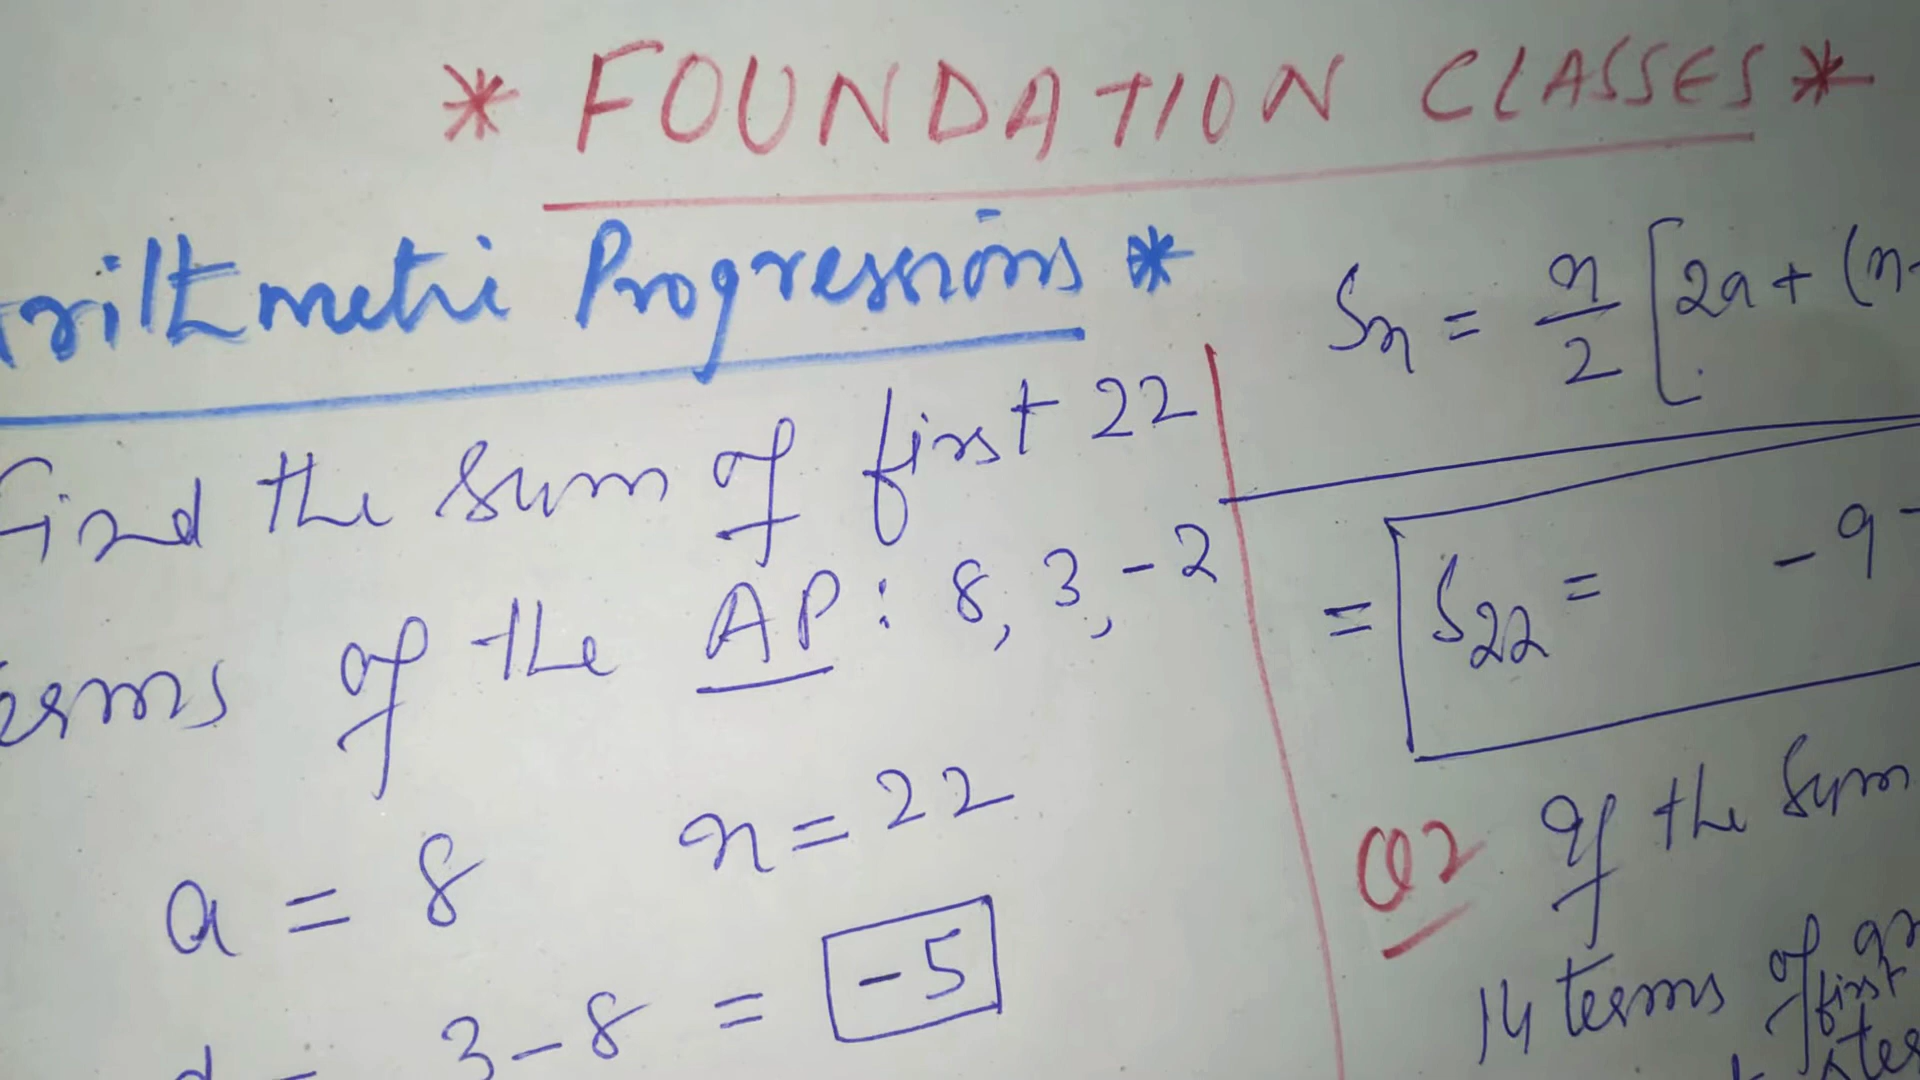 * FOUNDATION CLASSES *
Progressions *
Find the sum of first 22
terms of the AP: 8, 3, -2
a = 8 n = 22
3 - 8 = -5
Sn = n/2 [2a + (n-
= S22 = -9
Q2 If the Sum
14 terms of
first